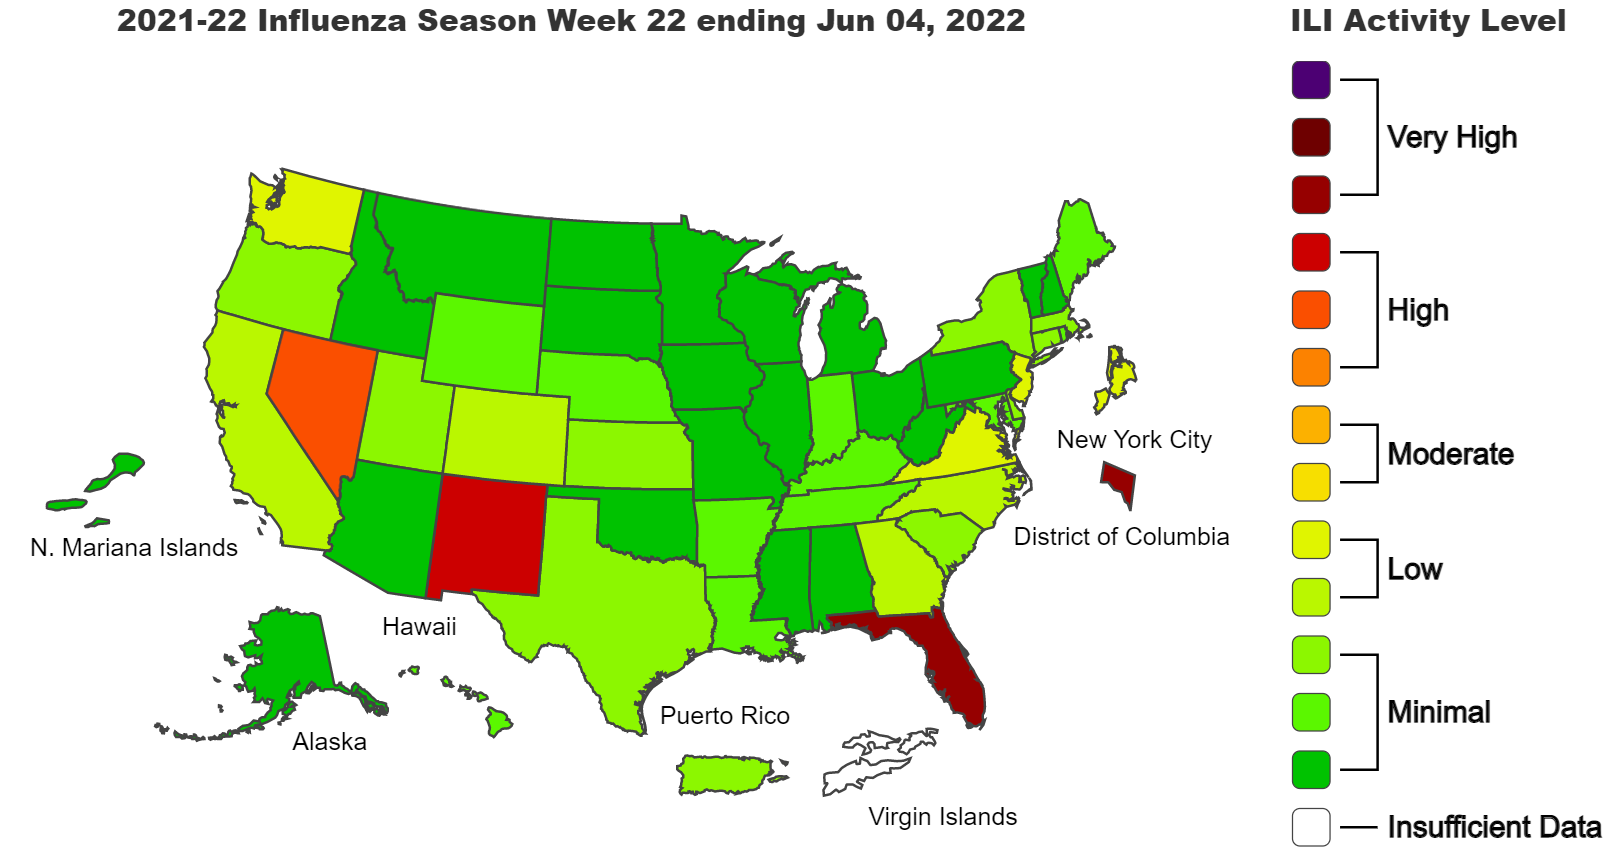 2021-22 Influenza Season Week 22 ending Jun 04, 2022
ILI Activity Level
Very High
High
Moderate
Low
Minimal
Insufficient Data
New York City
District of Columbia
N. Mariana Islands
Hawaii
Alaska
Puerto Rico
Virgin Islands